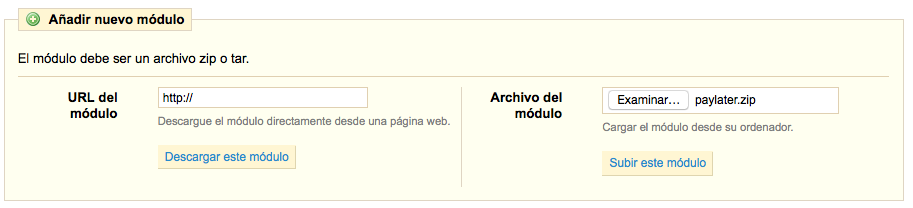 Añadir nuevo módulo
El módulo debe ser un archivo zip o tar.
URL del
módulo
http://
Descargue el módulo directamente desde una página web.
Descargar este módulo
Archivo del
módulo
Examinar... paylater.zip
Cargar el módulo desde su ordenador.
Subir este módulo